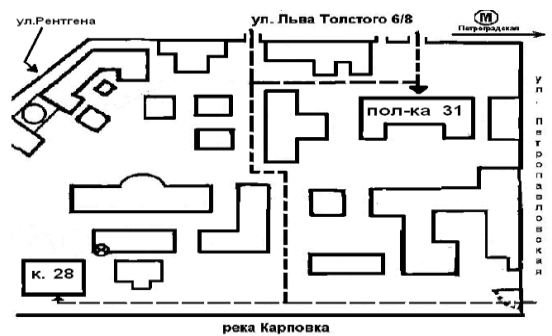 ул.Рентгена
ул. Льва Толстого 6/8
М
Петроградская
пол-ка 31
ул. Петропавловская
к. 28
река Карповка